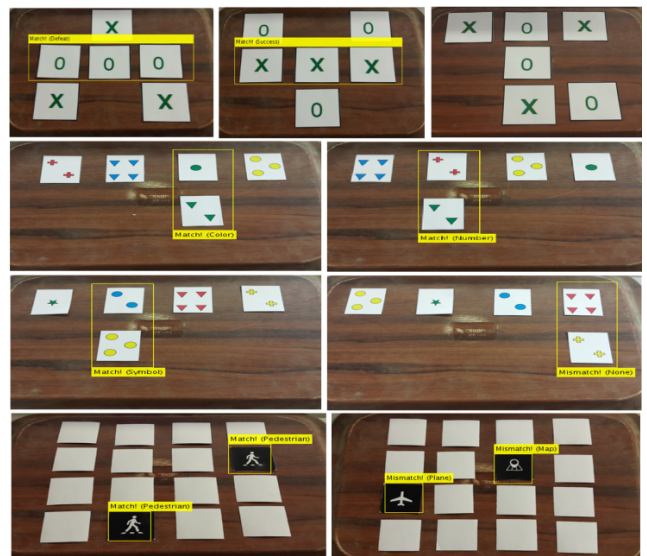 X
Match! (Defeat)
O O O
X X
O O
Match! (Success)
X X X
O
X O X
O
X O
Match! (Color)
Match! (Number)
Match! (Symbol)
Mismatch! (None)
Match! (Pedestrian)
Match! (Pedestrian)
Mismatch! (Map)
Mismatch! (Plane)